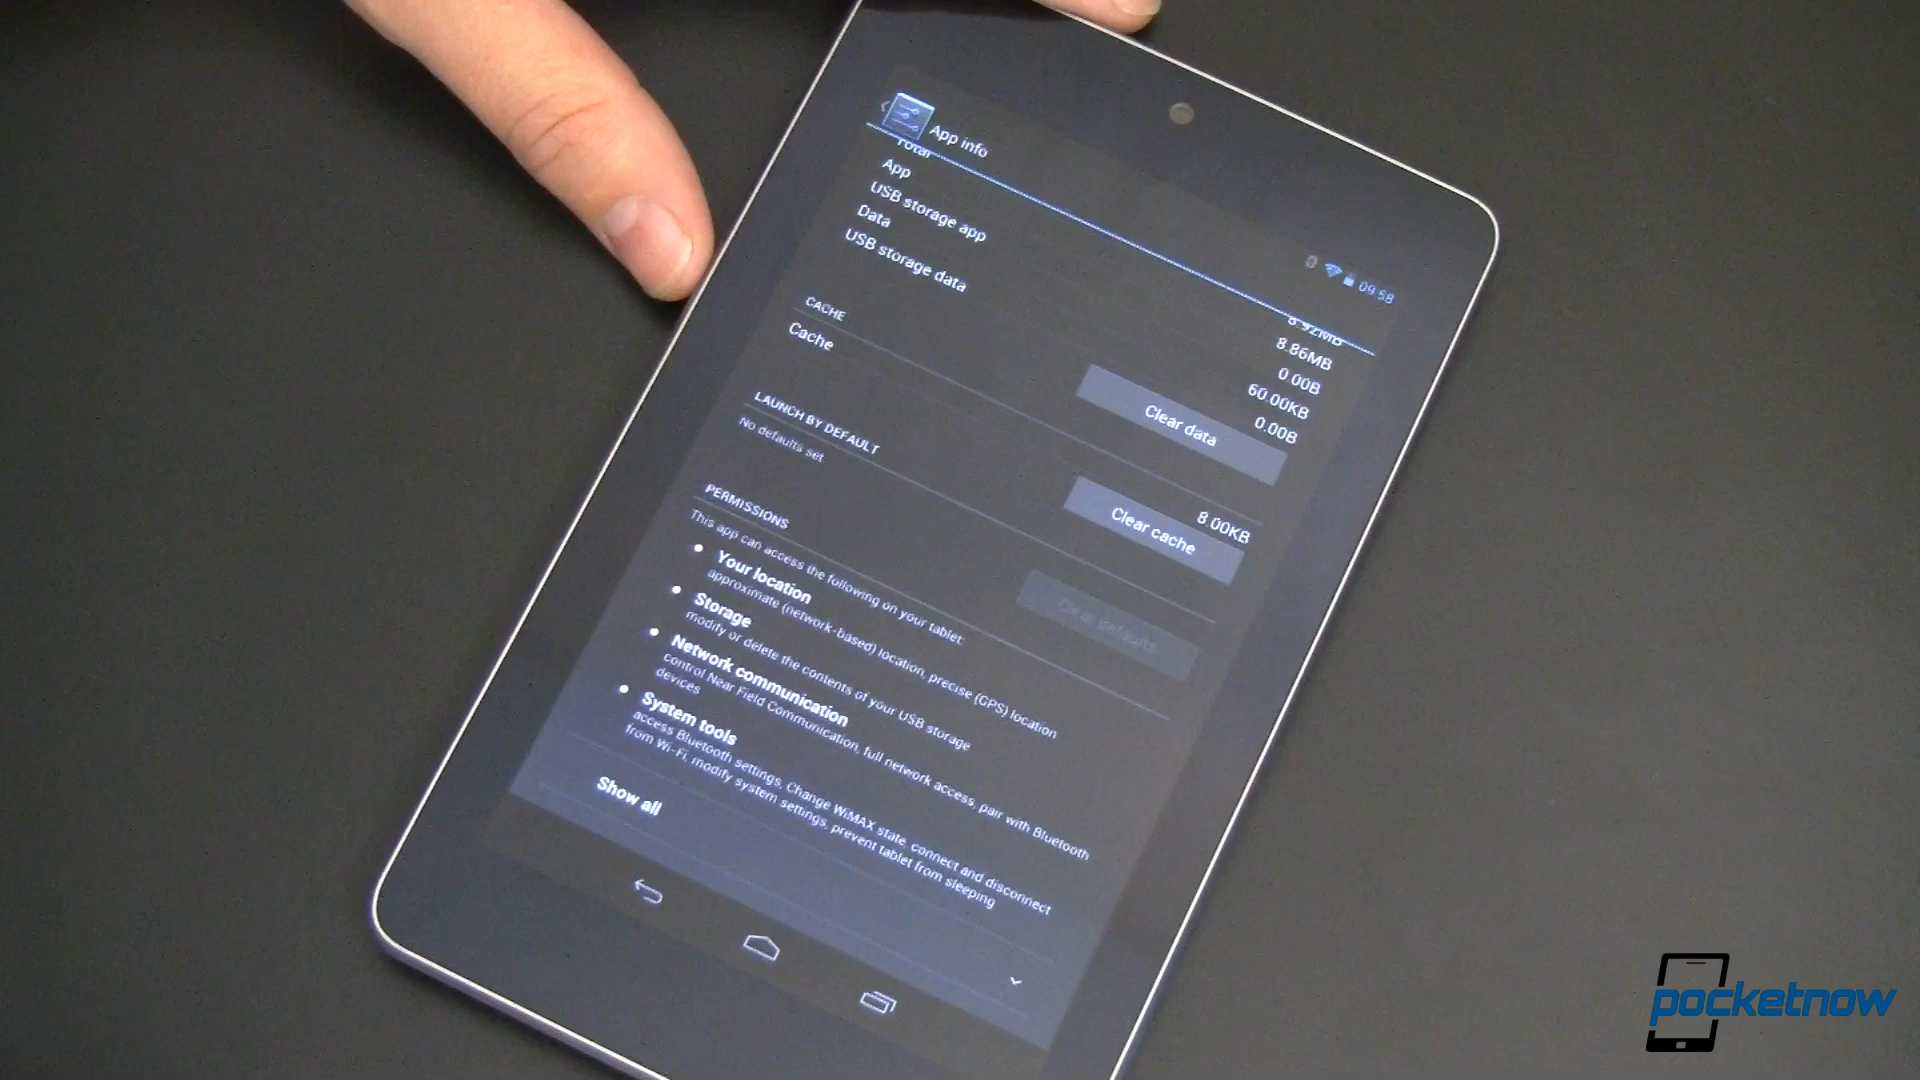 09:58
App info
Total 8.92MB
App 8.86MB
USB storage app 0.00B
Data 60.00KB
USB storage data 0.00B
Clear data
CACHE
Cache 8.00KB
Clear cache
LAUNCH BY DEFAULT
No defaults set
Clear defaults
PERMISSIONS
This app can access the following on your tablet:
Your location
approximate (network-based) location, precise (GPS) location
Storage
modify or delete the contents of your USB storage
Network communication
control Near Field Communication, full network access, pair with Bluetooth
devices
System tools
access Bluetooth settings, Change WiMAX state, connect and disconnect
from Wi-Fi, modify system settings, prevent tablet from sleeping
Show all
pocketnow